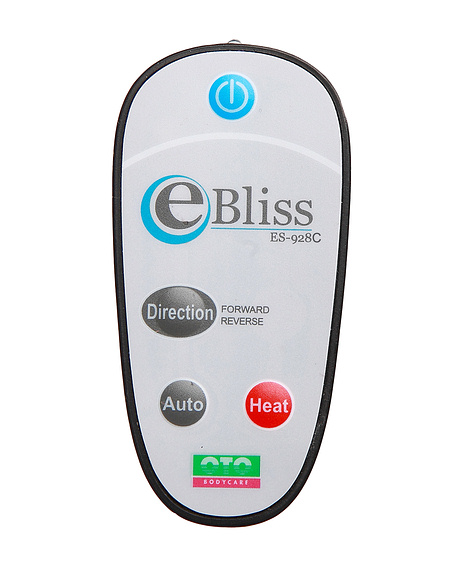 eBliss
ES-928C
Direction
FORWARD
REVERSE
Auto
Heat
OTO
BODYCARE